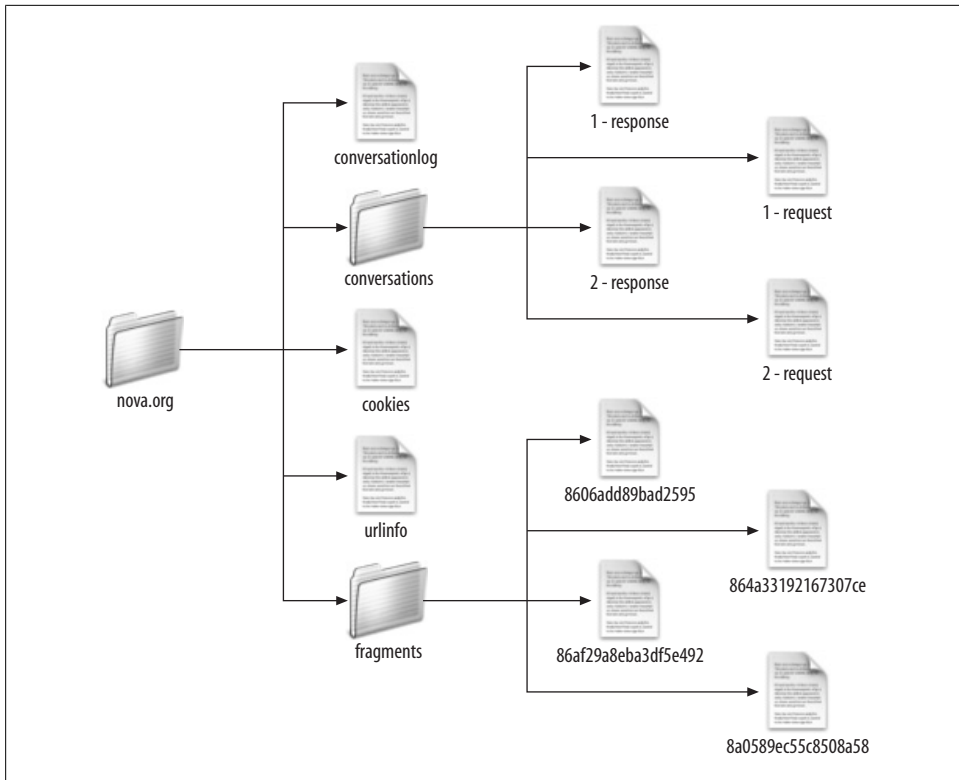 1 - response
conversationlog
1 - request
conversations
2 - response
2 - request
nova.org
cookies
8606add89bad2595
urlinfo
864a33192167307ce
fragments
86af29a8eba3df5e492
8a0589ec55c8508a58